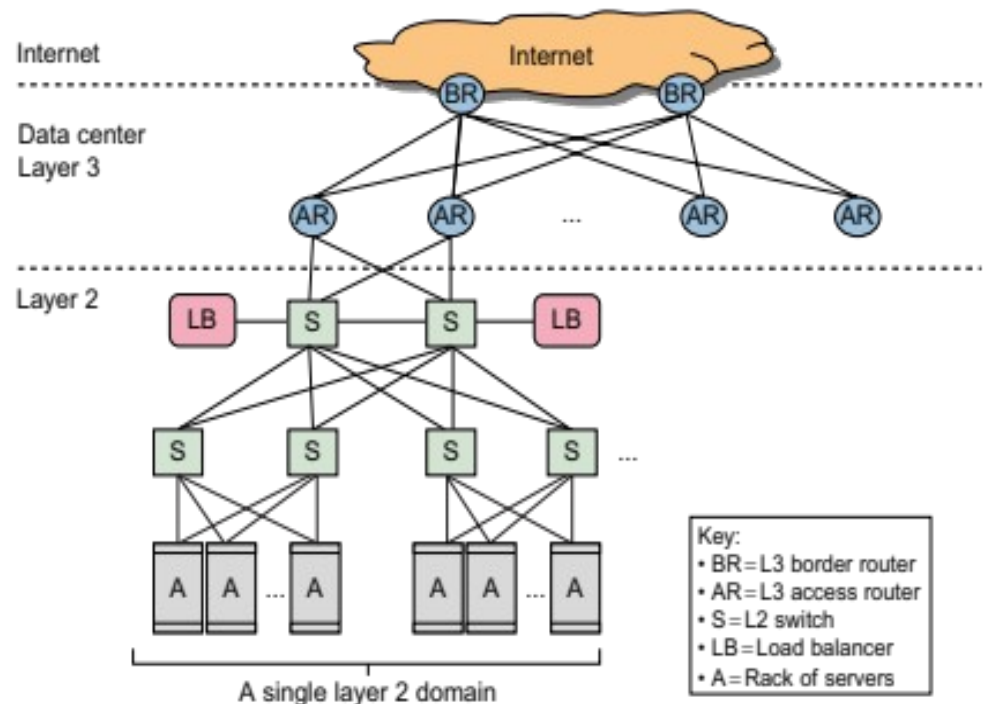 Internet
Internet
BR BR
Data center
Layer 3
AR AR ... AR AR
Layer 2
LB S S LB
S S S S ...
A A ... A A A ... A
A single layer 2 domain
Key:
• BR=L3 border router
• AR=L3 access router
• S=L2 switch
• LB=Load balancer
• A=Rack of servers